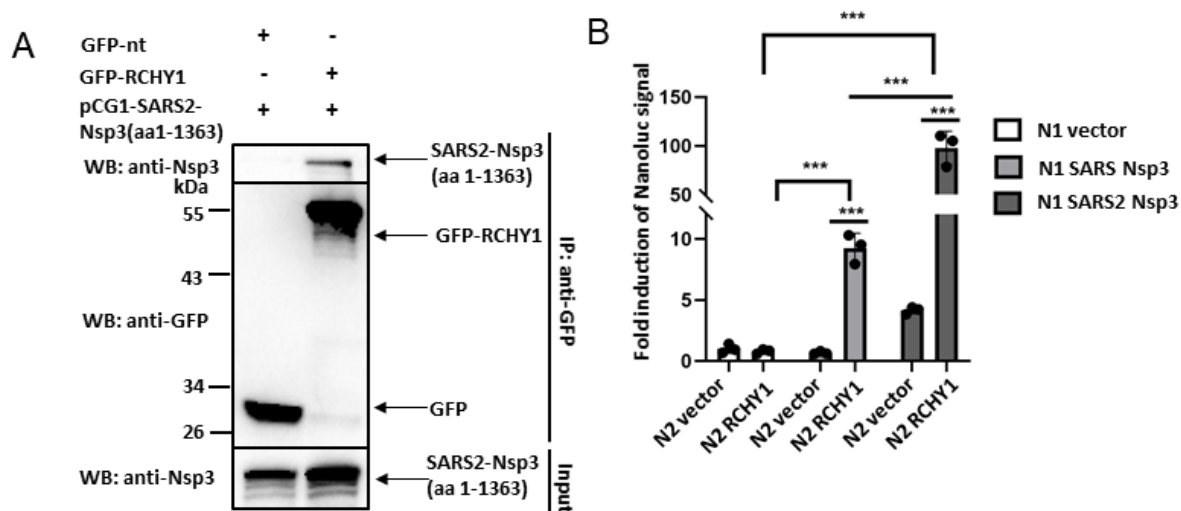 A
GFP-nt + -
GFP-RCHY1 - +
pCG1-SARS2- + +
Nsp3(aa1-1363)
WB: anti-Nsp3
SARS2-Nsp3
(aa 1-1363)
kDa
55
GFP-RCHY1
43
WB: anti-GFP
34
GFP
26
IP: anti-GFP
WB: anti-Nsp3
SARS2-Nsp3
(aa 1-1363)
Input
B
Fold induction of Nanoluc signal
150
100
50
10
5
0
***
***
***
***
***
N2 vector
N2 RCHY1
N2 vector
N2 RCHY1
N2 vector
N2 RCHY1
N1 vector
N1 SARS Nsp3
N1 SARS2 Nsp3